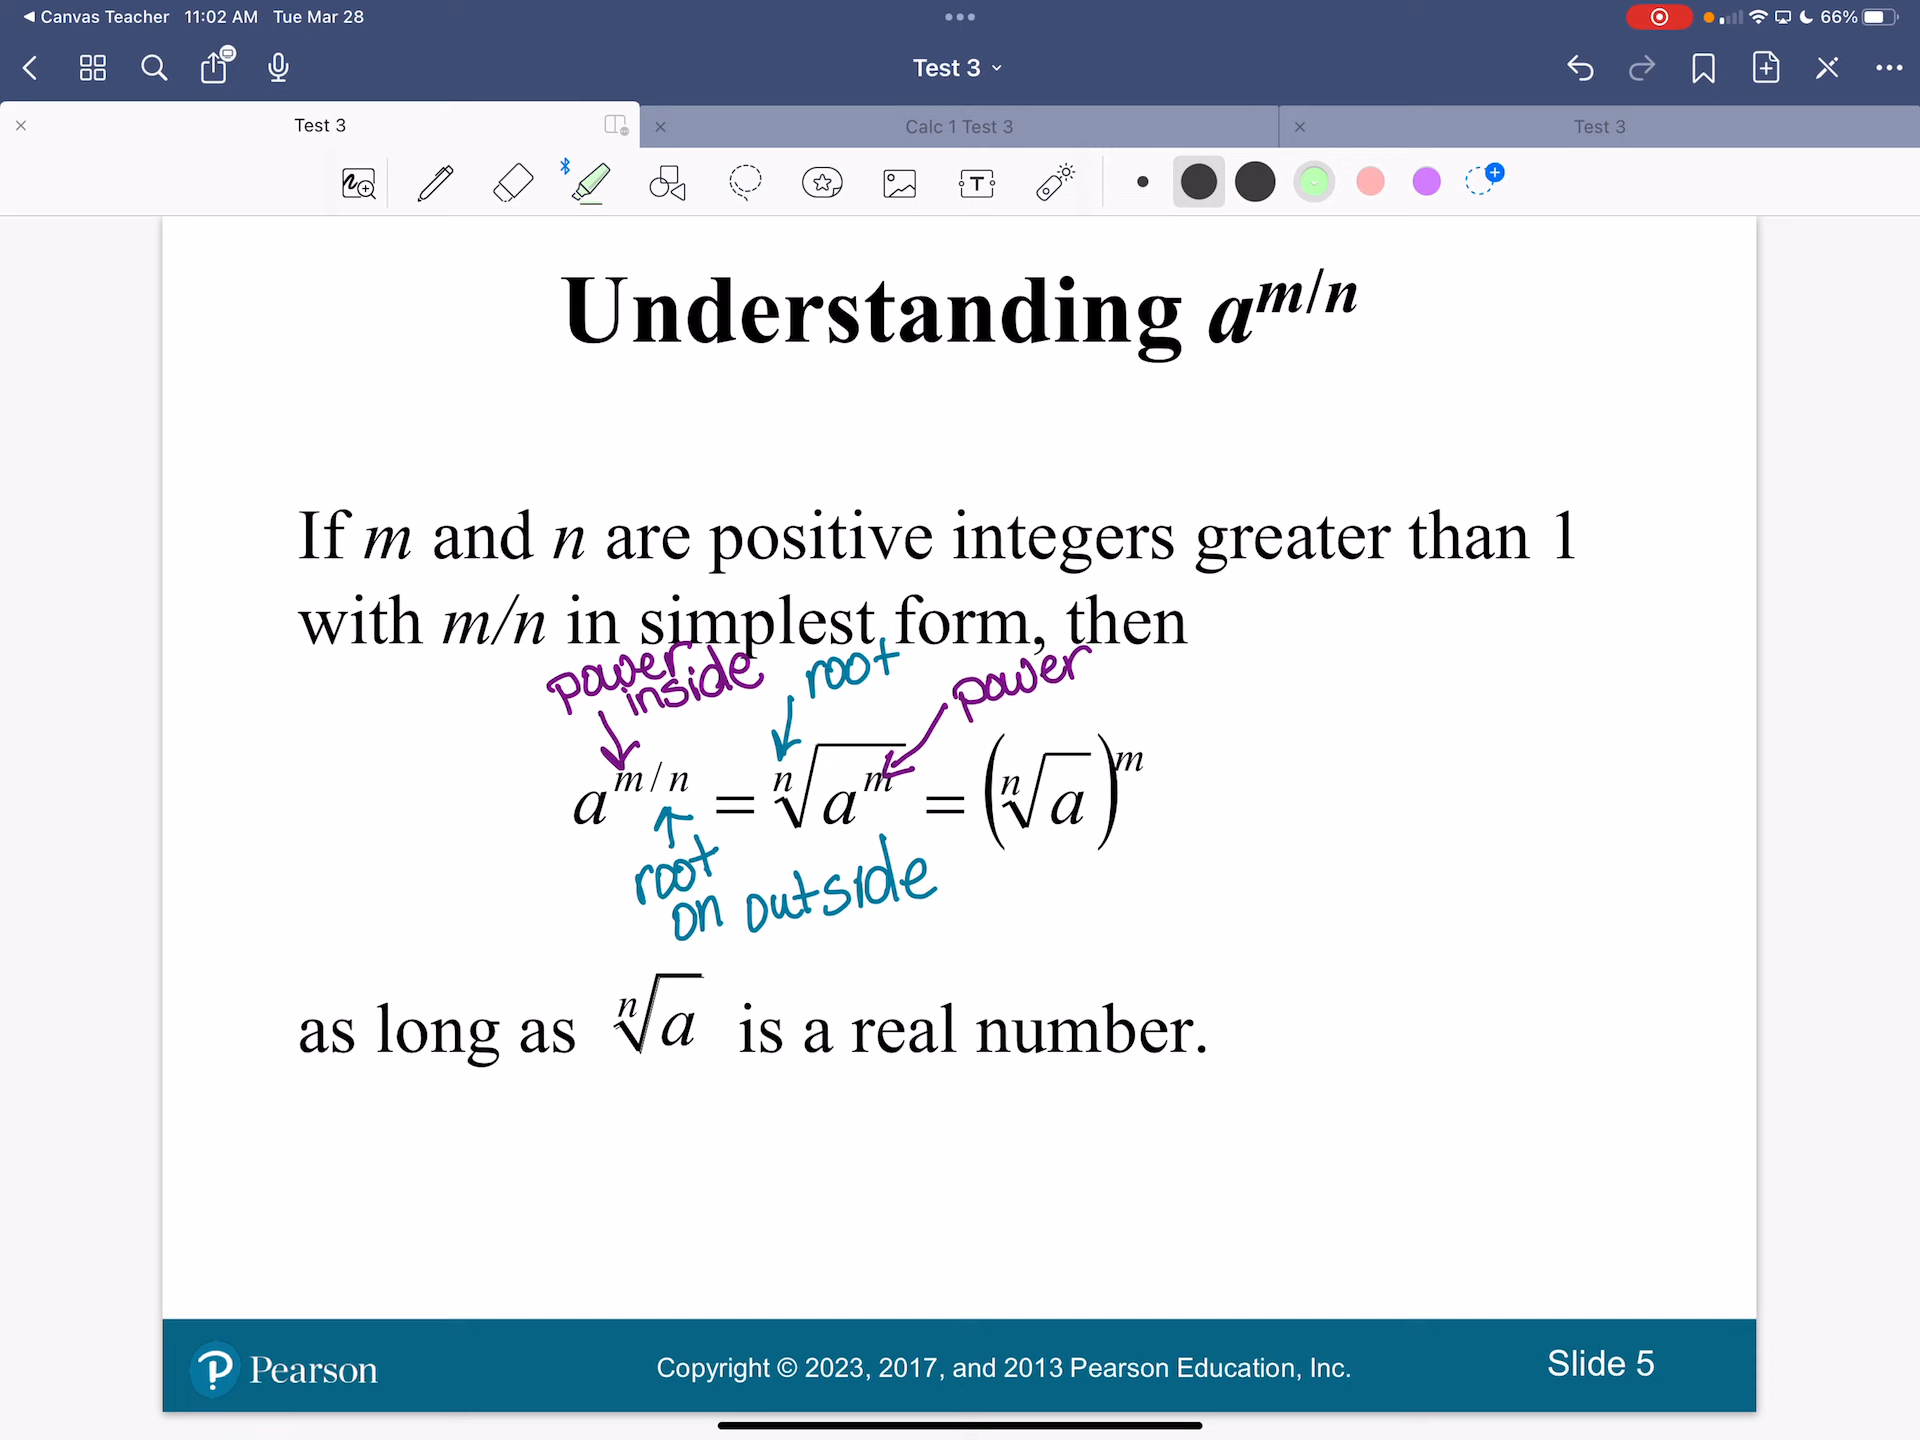 Canvas Teacher 11:02 AM Tue Mar 28 66%
Test 3
Test 3 Calc 1 Test 3 Test 3
Understanding a^{m/n}
If m and n are positive integers greater than 1
with m/n in simplest form, then
power inside root power
a^{m/n} = \sqrt[n]{a^m} = (\sqrt[n]{a})^m
root
on outside
as long as \sqrt[n]{a} is a real number.
Pearson Copyright © 2023, 2017, and 2013 Pearson Education, Inc. Slide 5